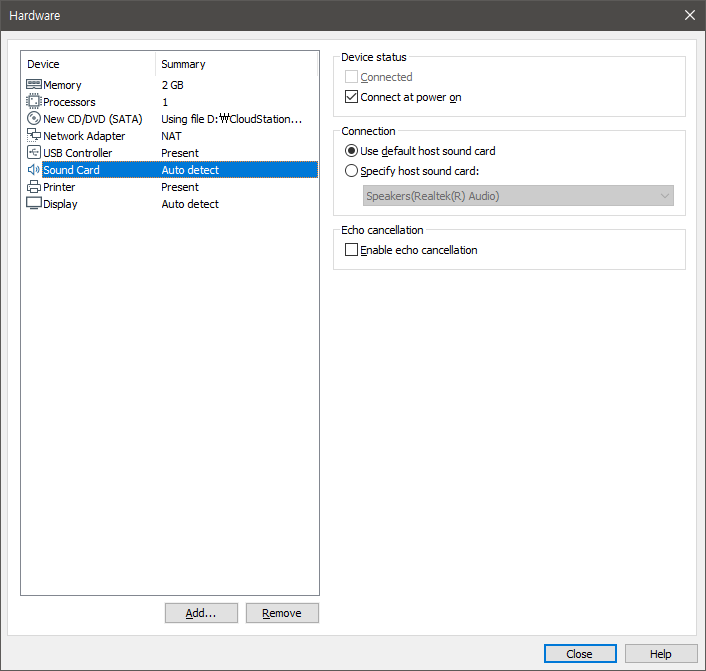 Hardware
Device Summary
Memory 2 GB
Processors 1
New CD/DVD (SATA) Using file D:₩CloudStation...
Network Adapter NAT
USB Controller Present
Sound Card Auto detect
Printer Present
Display Auto detect
Add...
Remove
Device status
Connected
Connect at power on
Connection
Use default host sound card
Specify host sound card:
Speakers(Realtek(R) Audio)
Echo cancellation
Enable echo cancellation
Close
Help